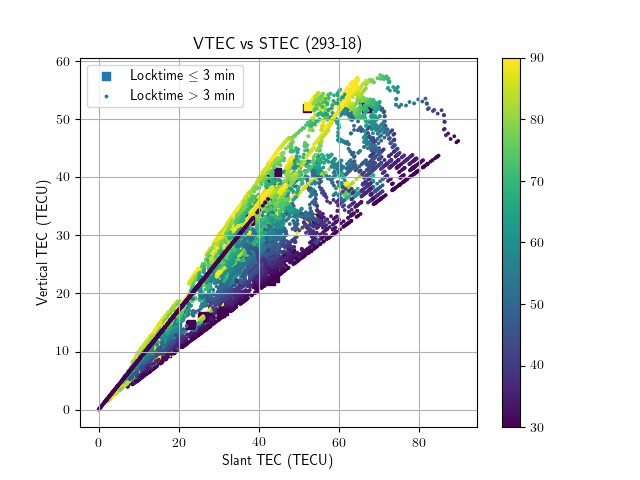 VTEC vs STEC (293-18)
Locktime ≤ 3 min
Locktime > 3 min
60
50
40
30
20
10
0
Vertical TEC (TECU)
0 20 40 60 80
Slant TEC (TECU)
90
80
70
60
50
40
30